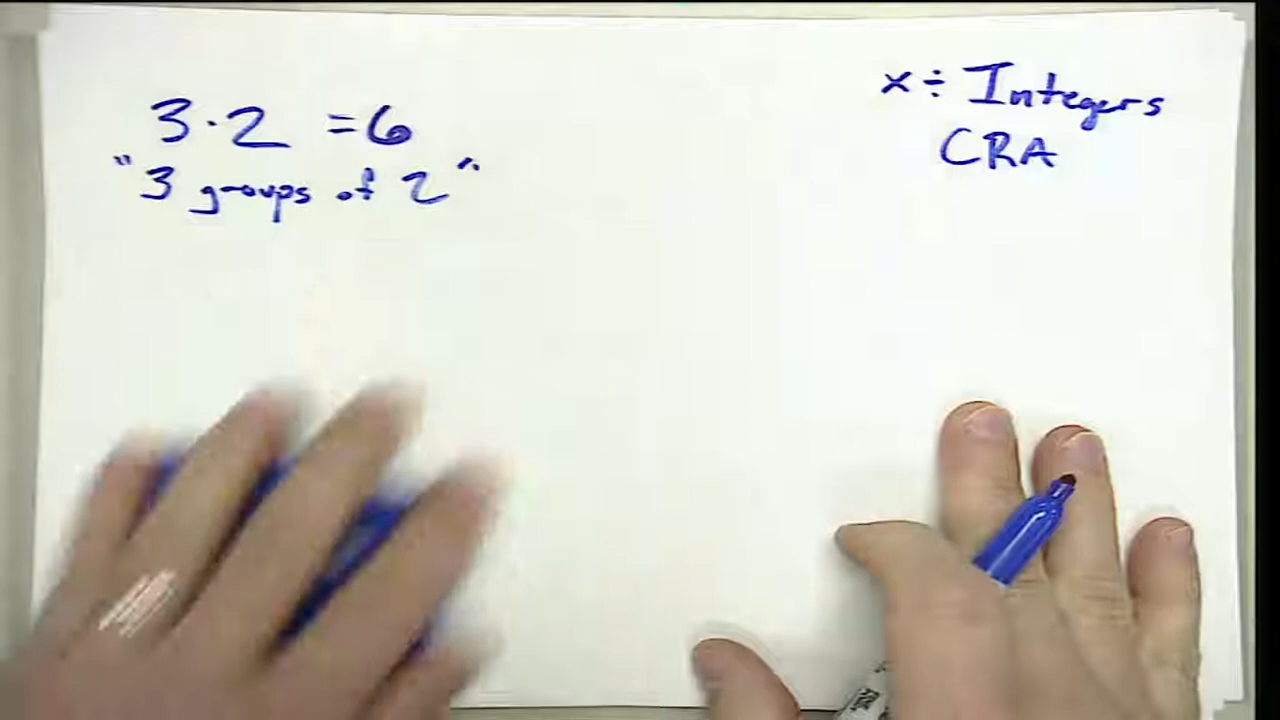 3·2 = 6
"3 groups of 2"
x ÷ Integers
CRA